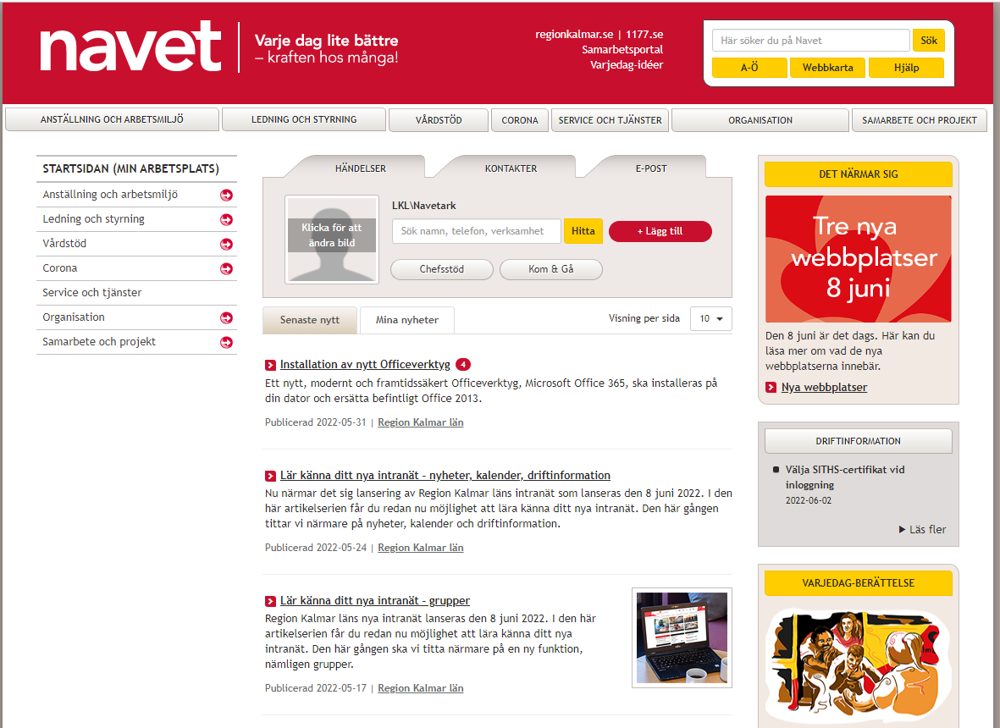 navet
Varje dag lite bättre
– kraften hos många!
regionkalmar.se | 1177.se
Samarbetsportal
Varjedag-idéer
Här söker du på Navet
Sök
A-Ö
Webbkarta
Hjälp
ANSTÄLLNING OCH ARBETSMILJÖ
LEDNING OCH STYRNING
VÅRDSTÖD
CORONA
SERVICE OCH TJÄNSTER
ORGANISATION
SAMARBETE OCH PROJEKT
STARTSIDAN (MIN ARBETSPLATS)
Anställning och arbetsmiljö
Ledning och styrning
Vårdstöd
Corona
Service och tjänster
Organisation
Samarbete och projekt
HÄNDELSER
KONTAKTER
E-POST
Klicka för att
ändra bild
LKL\Navetark
Sök namn, telefon, verksamhet
Hitta
+ Lägg till
Chefsstöd
Kom & Gå
Senaste nytt
Mina nyheter
Visning per sida
10
Installation av nytt Officeverktyg 4
Ett nytt, modernt och framtidssäkert Officeverktyg, Microsoft Office 365, ska installeras på
din dator och ersätta befintligt Office 2013.
Publicerad 2022-05-31 | Region Kalmar län
Lär känna ditt nya intranät - nyheter, kalender, driftinformation
Nu närmar det sig lansering av Region Kalmar läns intranät som lanseras den 8 juni 2022. I den
här artikelserien får du redan nu möjlighet att lära känna ditt nya intranät. Den här gången
tittar vi närmare på nyheter, kalender och driftinformation.
Publicerad 2022-05-24 | Region Kalmar län
Lär känna ditt nya intranät - grupper
Region Kalmar läns nya intranät lanseras den 8 juni 2022. I den här
artikelserien får du redan nu möjlighet att lära känna ditt nya
intranät. Den här gången ska vi titta närmare på en ny funktion,
nämligen grupper.
Publicerad 2022-05-17 | Region Kalmar län
DET NÄRMAR SIG
Tre nya
webbplatser
8 juni
Den 8 juni är det dags. Här kan du
läsa mer om vad de nya
webbplatserna innebär.
Nya webbplatser
DRIFTINFORMATION
Välja SITHS-certifikat vid
inloggning
2022-06-02
Läs fler
VARJEDAG-BERÄTTELSE